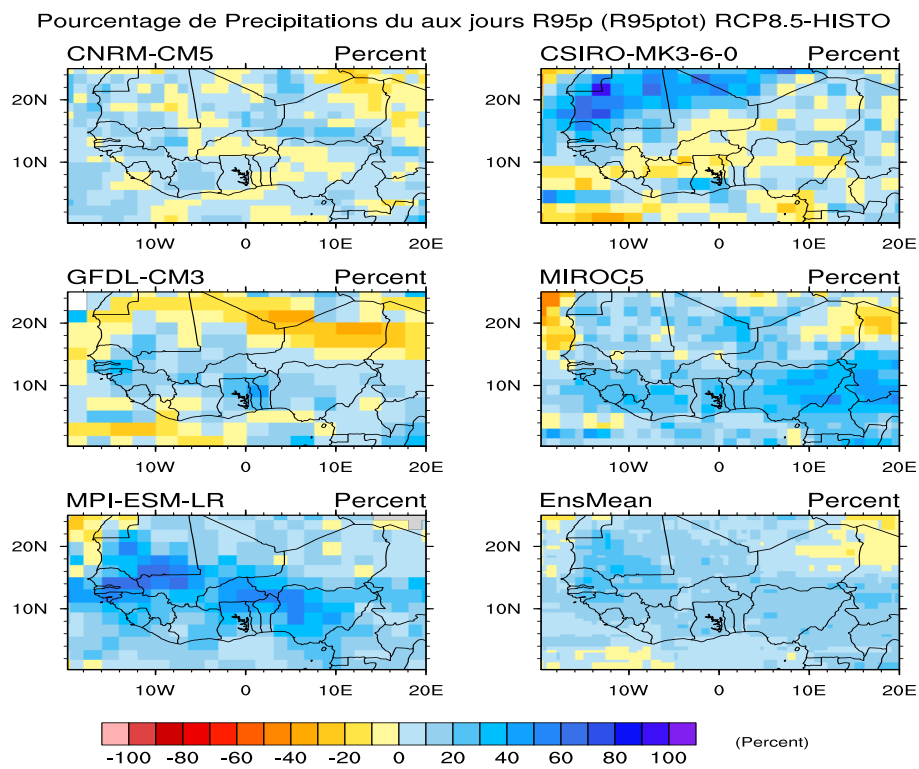 Pourcentage de Precipitations du aux jours R95p (R95ptot) RCP8.5-HISTO
CNRM-CM5 Percent
CSIRO-MK3-6-0 Percent
20N
10N
10W 0 10E 20E
20N
10N
10W 0 10E 20E
GFDL-CM3 Percent
MIROC5 Percent
20N
10N
10W 0 10E 20E
20N
10N
10W 0 10E 20E
MPI-ESM-LR Percent
EnsMean Percent
20N
10N
10W 0 10E 20E
20N
10N
10W 0 10E 20E
-100 -80 -60 -40 -20 0 20 40 60 80 100
(Percent)